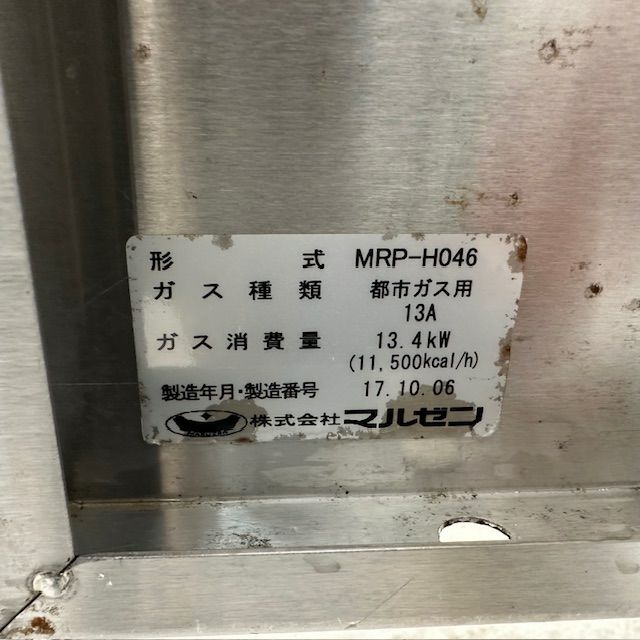 形式 MRP-H046
ガス種類 都市ガス用
13A
ガス消費量 13.4kW
(11,500kcal/h)
製造年月・製造番号 17.10.06
株式会社マルゼン